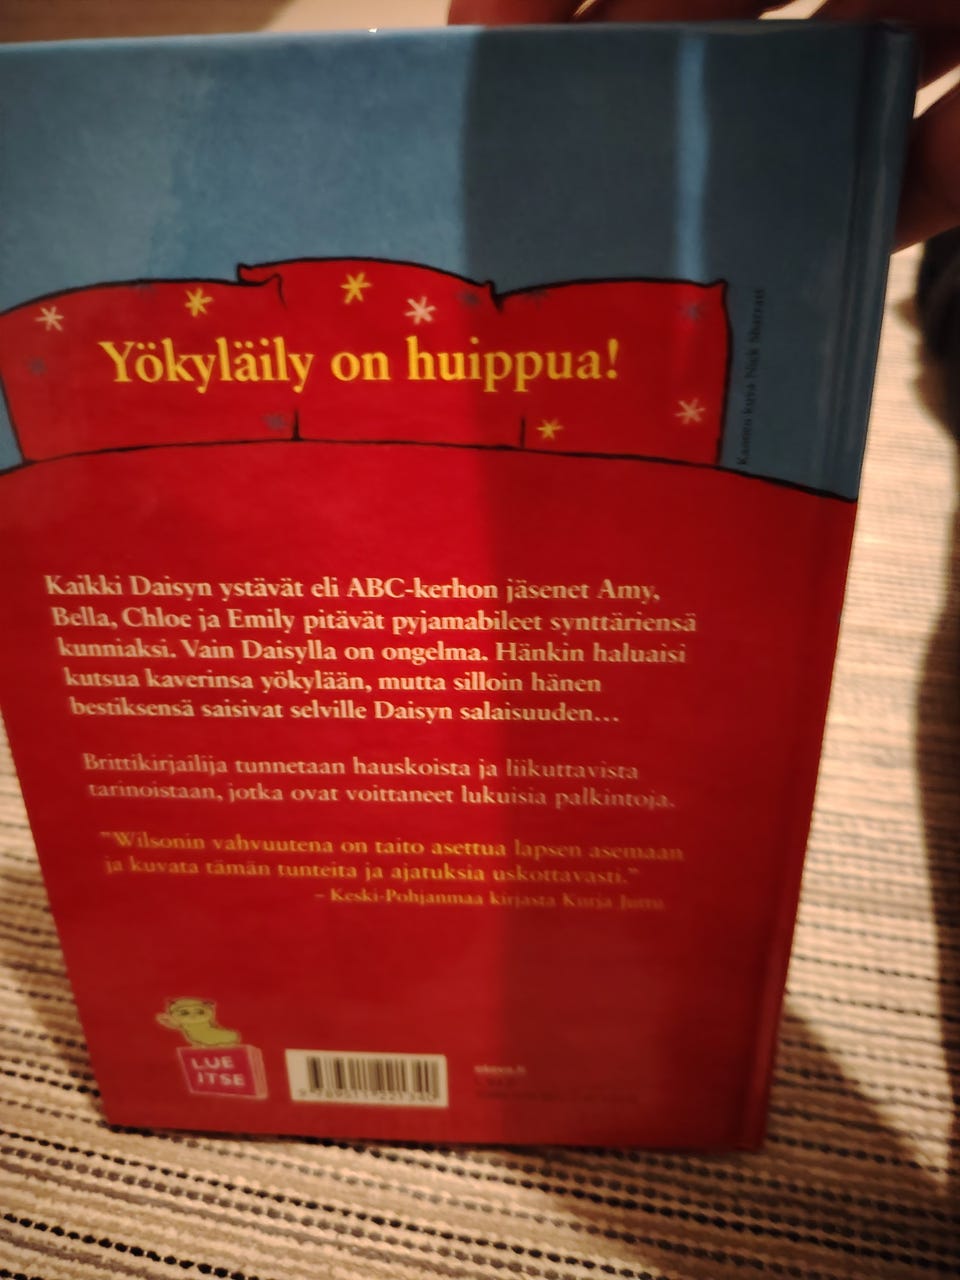 Yökyläily on huippua!
Kannen kuva Nick Sharratt
Kaikki Daisyn ystävät eli ABC-kerhon jäsenet Amy,
Bella, Chloe ja Emily pitävät pyjamabileet synttäriensä
kunniaksi. Vain Daisylla on ongelma. Hänkin haluaisi
kutsua kaverinsa yökylään, mutta silloin hänen
bestiksensä saisivat selville Daisyn salaisuuden...
Brittikirjailija tunnetaan hauskoista ja liikuttavista
tarinoistaan, jotka ovat voittaneet lukuisia palkintoja.
"Wilsonin vahvuutena on taito asettua lapsen asemaan
ja kuvata tämän tunteita ja ajatuksia uskottavasti."
– Keski-Pohjanmaa kirjasta Kurja Juttu
LUE
ITSE